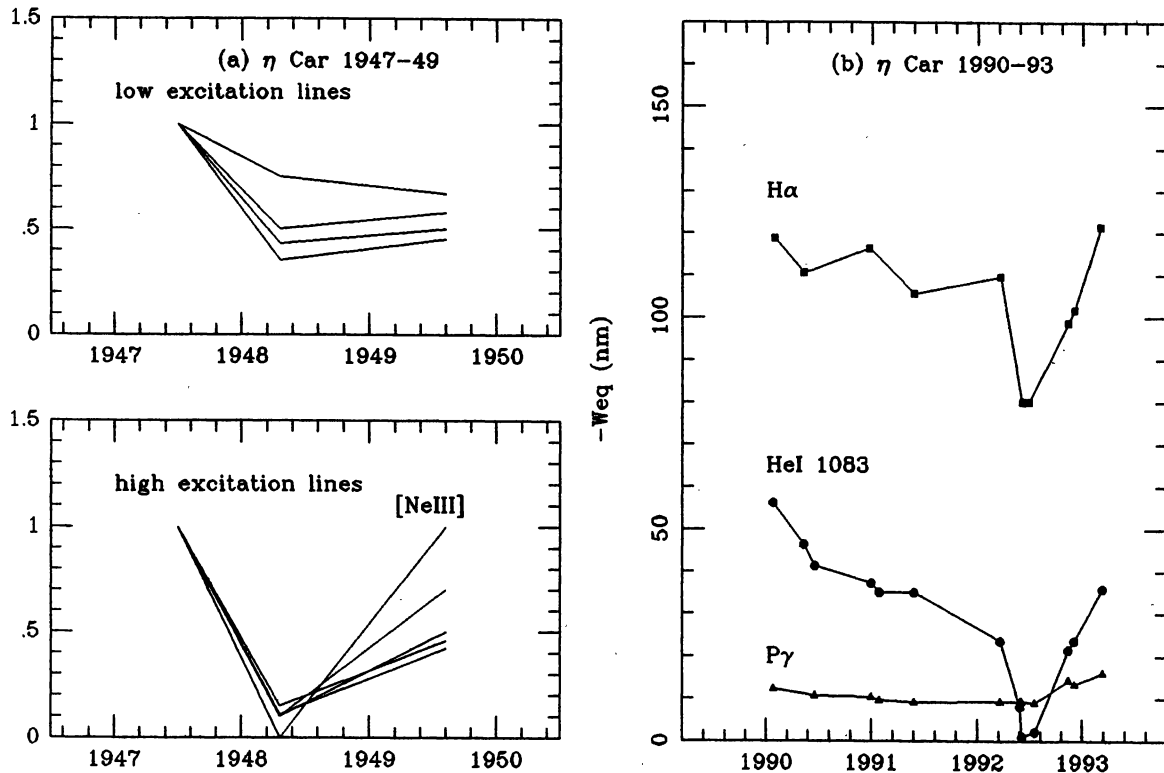 1.5
(a) η Car 1947-49
low excitation lines
1
.5
0
1947 1948 1949 1950
1.5
high excitation lines
[NeIII]
1
.5
0
1947 1948 1949 1950
-Weq (nm)
(b) η Car 1990-93
150
Hα
100
HeI 1083
50
Pγ
0
1990 1991 1992 1993